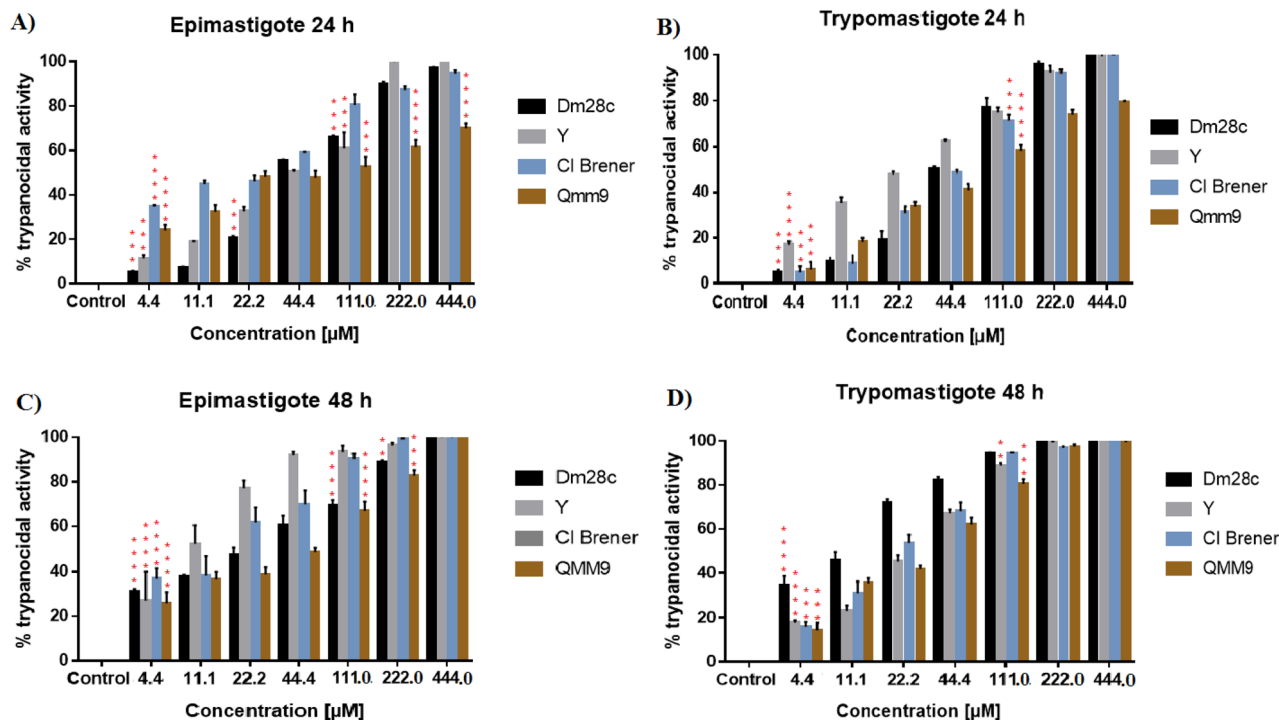 A)
Epimastigote 24 h
% trypanocidal activity
100
80
60
40
20
0
Control 4.4 11.1 22.2 44.4 111.0 222.0 444.0
Concentration [µM]
Dm28c
Y
Cl Brener
Qmm9
B)
Trypomastigote 24 h
% trypanocidal activity
100
80
60
40
20
0
Control 4.4 11.1 22.2 44.4 111.0 222.0 444.0
Concentration [µM]
Dm28c
Y
Cl Brener
Qmm9
C)
Epimastigote 48 h
% trypanocidal activity
100
80
60
40
20
0
Control 4.4 11.1 22.2 44.4 111.0 222.0 444.0
Concentration [µM]
Dm28c
Y
Cl Brener
QMM9
D)
Trypomastigote 48 h
% trypanocidal activity
100
80
60
40
20
0
Control 4.4 11.1 22.2 44.4 111.0 222.0 444.0
Concentration [µM]
Dm28c
Y
Cl Brener
QMM9